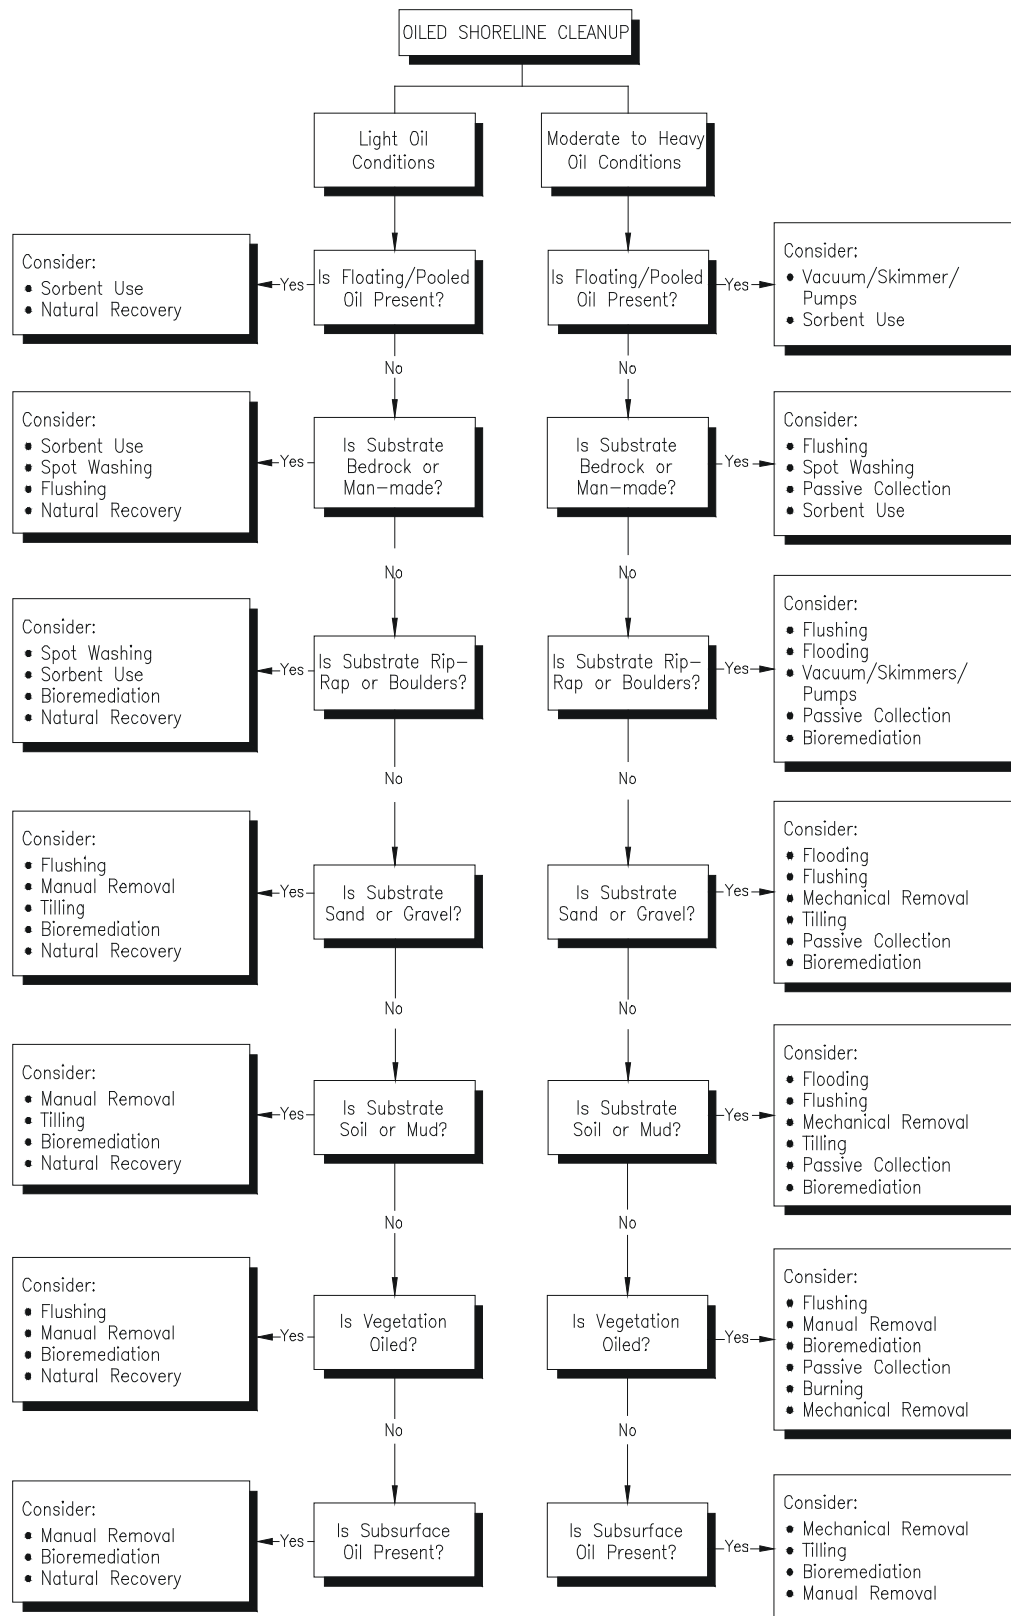 OILED SHORELINE CLEANUP
Light Oil
Conditions
Moderate to Heavy
Oil Conditions
Consider:
• Sorbent Use
• Natural Recovery
Yes
Is Floating/Pooled
Oil Present?
Is Floating/Pooled
Oil Present?
Yes
Consider:
• Vacuum/Skimmer/
Pumps
• Sorbent Use
No
No
Consider:
• Sorbent Use
• Spot Washing
• Flushing
• Natural Recovery
Yes
Is Substrate
Bedrock or
Man-made?
Is Substrate
Bedrock or
Man-made?
Yes
Consider:
• Flushing
• Spot Washing
• Passive Collection
• Sorbent Use
No
No
Consider:
• Spot Washing
• Sorbent Use
• Bioremediation
• Natural Recovery
Yes
Is Substrate Rip-
Rap or Boulders?
Is Substrate Rip-
Rap or Boulders?
Yes
Consider:
• Flushing
• Flooding
• Vacuum/Skimmers/
Pumps
• Passive Collection
• Bioremediation
No
No
Consider:
• Flushing
• Manual Removal
• Tilling
• Bioremediation
• Natural Recovery
Yes
Is Substrate
Sand or Gravel?
Is Substrate
Sand or Gravel?
Yes
Consider:
• Flooding
• Flushing
• Mechanical Removal
• Tilling
• Passive Collection
• Bioremediation
No
No
Consider:
• Manual Removal
• Tilling
• Bioremediation
• Natural Recovery
Yes
Is Substrate
Soil or Mud?
Is Substrate
Soil or Mud?
Yes
Consider:
• Flooding
• Flushing
• Mechanical Removal
• Tilling
• Passive Collection
• Bioremediation
No
No
Consider:
• Flushing
• Manual Removal
• Bioremediation
• Natural Recovery
Yes
Is Vegetation
Oiled?
Is Vegetation
Oiled?
Yes
Consider:
• Flushing
• Manual Removal
• Bioremediation
• Passive Collection
• Burning
• Mechanical Removal
No
No
Consider:
• Manual Removal
• Bioremediation
• Natural Recovery
Yes
Is Subsurface
Oil Present?
Is Subsurface
Oil Present?
Yes
Consider:
• Mechanical Removal
• Tilling
• Bioremediation
• Manual Removal